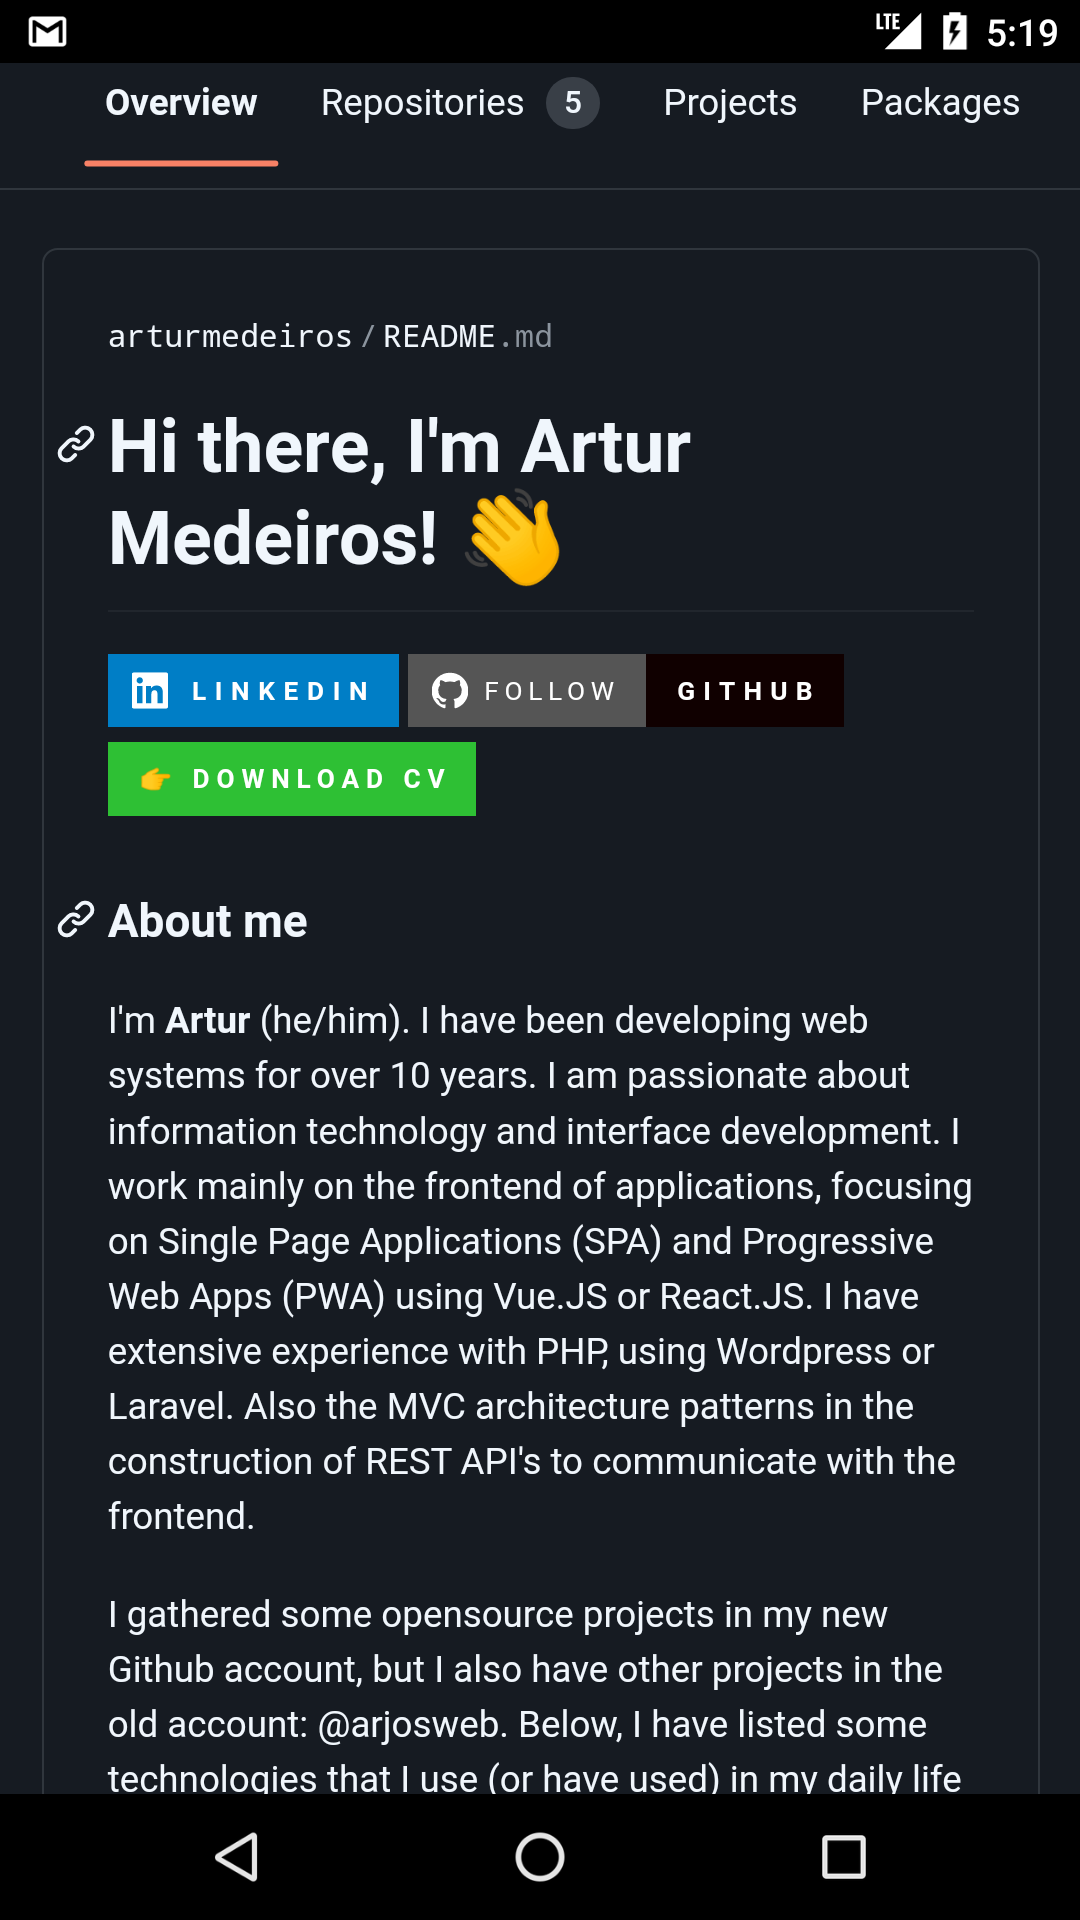 LTE 5:19
Overview Repositories 5 Projects Packages
arturmedeiros / README.md
Hi there, I'm Artur
Medeiros! 👋
LINKEDIN FOLLOW GITHUB
👉 DOWNLOAD CV
About me
I'm Artur (he/him). I have been developing web
systems for over 10 years. I am passionate about
information technology and interface development. I
work mainly on the frontend of applications, focusing
on Single Page Applications (SPA) and Progressive
Web Apps (PWA) using Vue.JS or React.JS. I have
extensive experience with PHP, using Wordpress or
Laravel. Also the MVC architecture patterns in the
construction of REST API's to communicate with the
frontend.
I gathered some opensource projects in my new
Github account, but I also have other projects in the
old account: @arjosweb. Below, I have listed some
technologies that I use (or have used) in my daily life